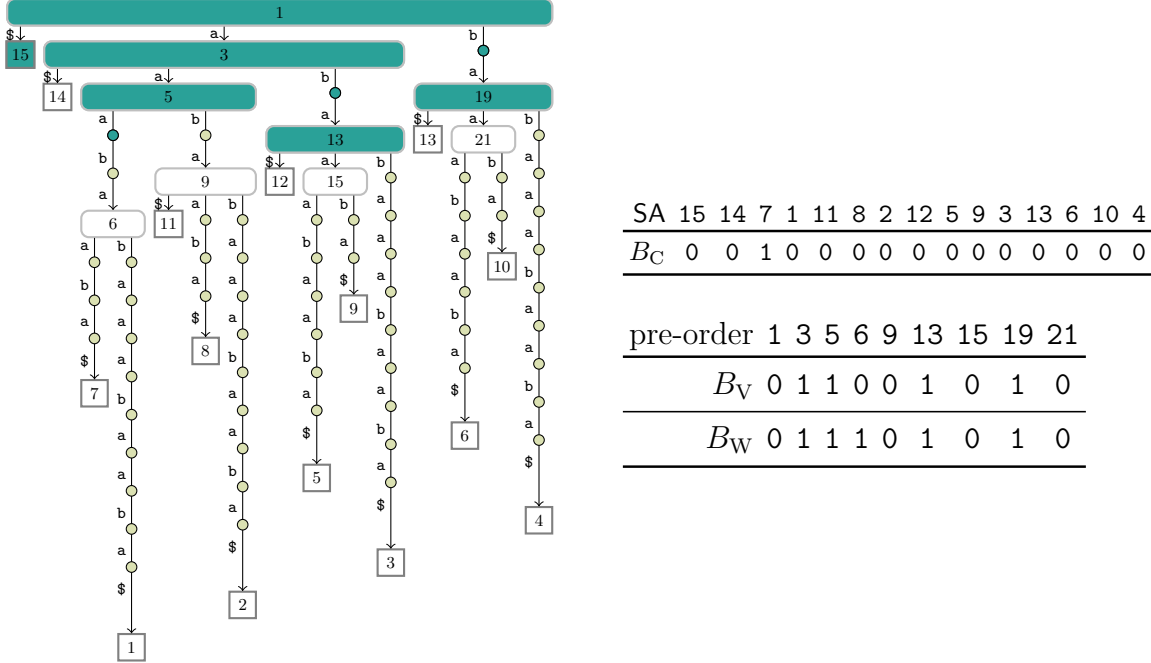 1
$ a b
15 3
$ a b a
14 5 19
a b a $ a b
13 13 21
b a $ a b a b a
9 12 15
a $ a b a b a b a a
6 11
a b b a b a a a $ a
10
b a a a a $ a a b
9
a a $ b a b b a
8
$ a a b a a a
7
b a a a $ b
6
a a $ b a
5
a b a $
4
b a $
3
a $
2
$
1
SA 15 14 7 1 11 8 2 12 5 9 3 13 6 10 4
BC 0 0 1 0 0 0 0 0 0 0 0 0 0 0 0
pre-order 1 3 5 6 9 13 15 19 21
BV 0 1 1 0 0 1 0 1 0
BW 0 1 1 1 0 1 0 1 0